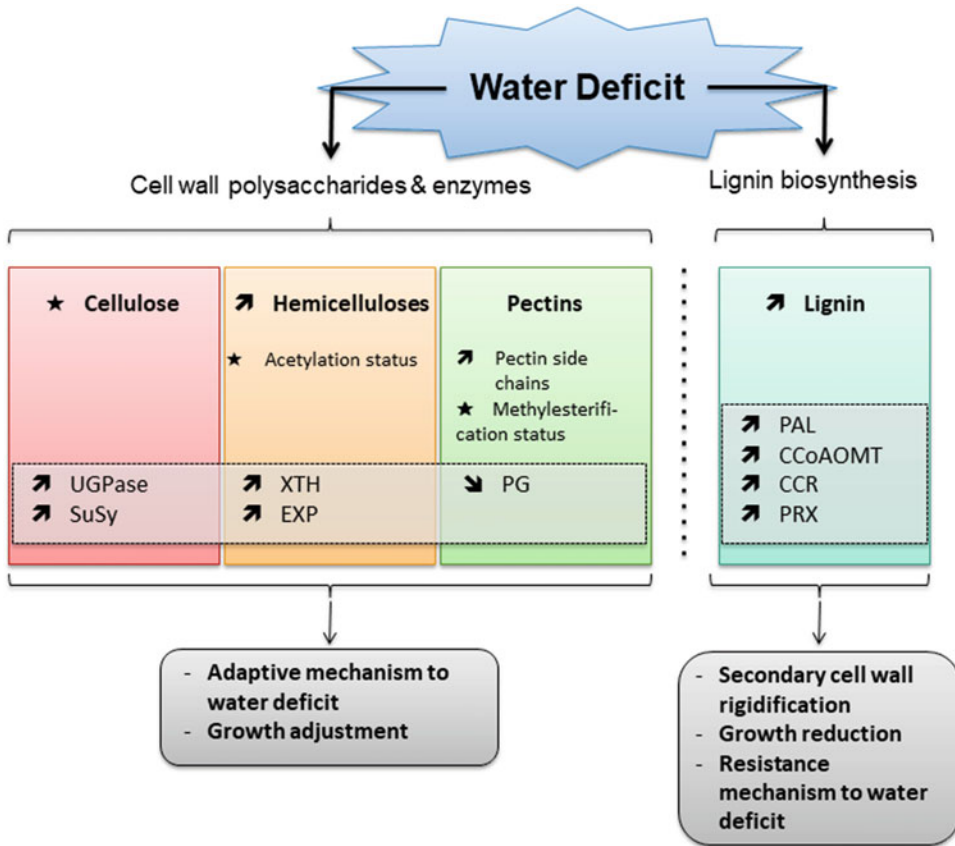 Water Deficit
Cell wall polysaccharides & enzymes
Lignin biosynthesis
★ Cellulose
Hemicelluloses
★ Acetylation status
Pectins
Pectin side
chains
★ Methylesterifi-
cation status
UGPase
SuSy
XTH
EXP
PG
Lignin
PAL
CCoAOMT
CCR
PRX
- Adaptive mechanism to
water deficit
- Growth adjustment
- Secondary cell wall
rigidification
- Growth reduction
- Resistance
mechanism to water
deficit